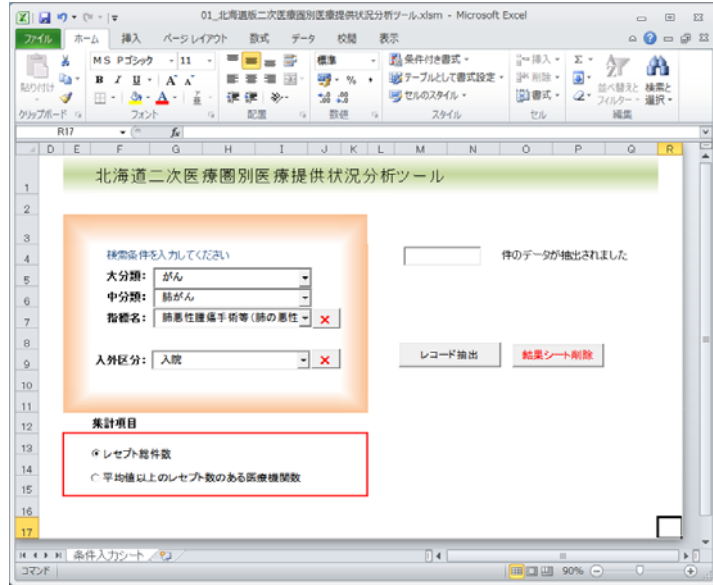 01_北海道版二次医療圏別医療提供状況分析ツール.xlsm - Microsoft Excel
ファイル ホーム 挿入 ページレイアウト 数式 データ 校閲 表示
貼り付け
MS Pゴシック 11
B I U A A
標準
% ,
条件付き書式
テーブルとして書式設定
セルのスタイル
挿入
削除
書式
Σ
並べ替えと
フィルター
検索と
選択
クリップボード フォント 配置 数値 スタイル セル 編集
R17 fx
D E F G H I J K L M N O P Q R
1 北海道二次医療圏別医療提供状況分析ツール
2
3
4 検索条件を入力してください 件のデータが抽出されました
5 大分類: がん
6 中分類: 肺がん
7 指標名: 肺悪性腫瘍手術等(肺の悪性 ×
8
9 入外区分: 入院 × レコード抽出 結果シート削除
10
11
12 集計項目
13 レセプト総件数
14 平均値以上のレセプト数のある医療機関数
15
16
17
条件入力シート
コマンド 90%